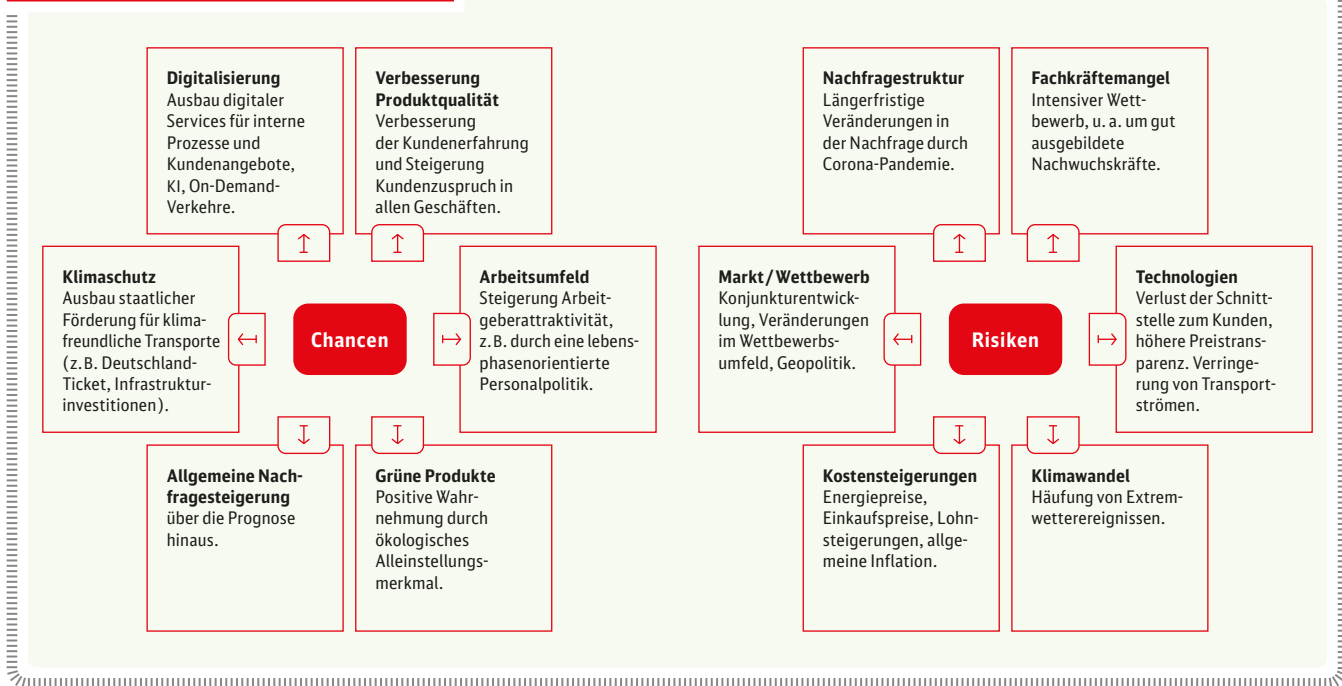 Digitalisierung
Ausbau digitaler
Services für interne
Prozesse und
Kundenangebote,
KI, On-Demand-
Verkehre.
Verbesserung
Produktqualität
Verbesserung
der Kundenerfahrung
und Steigerung
Kundenzuspruch in
allen Geschäften.
Klimaschutz
Ausbau staatlicher
Förderung für klima-
freundliche Transporte
(z. B. Deutschland-
Ticket, Infrastruktur-
investitionen).
Chancen
Arbeitsumfeld
Steigerung Arbeit-
geberattraktivität,
z. B. durch eine lebens-
phasenorientierte
Personalpolitik.
Allgemeine Nach-
fragesteigerung
über die Prognose
hinaus.
Grüne Produkte
Positive Wahr-
nehmung durch
ökologisches
Alleinstellungs-
merkmal.
Nachfragestruktur
Längerfristige
Veränderungen in
der Nachfrage durch
Corona-Pandemie.
Fachkräftemangel
Intensiver Wett-
bewerb, u. a. um gut
ausgebildete
Nachwuchskräfte.
Markt / Wettbewerb
Konjunkturentwick-
lung, Veränderungen
im Wettbewerbs-
umfeld, Geopolitik.
Risiken
Technologien
Verlust der Schnitt-
stelle zum Kunden,
höhere Preistrans-
parenz. Verringe-
rung von Transport-
strömen.
Kostensteigerungen
Energiepreise,
Einkaufspreise, Lohn-
steigerungen, allge-
meine Inflation.
Klimawandel
Häufung von Extrem-
wetterereignissen.